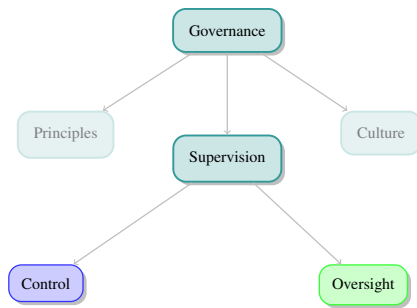 Governance
Principles
Culture
Supervision
Control
Oversight